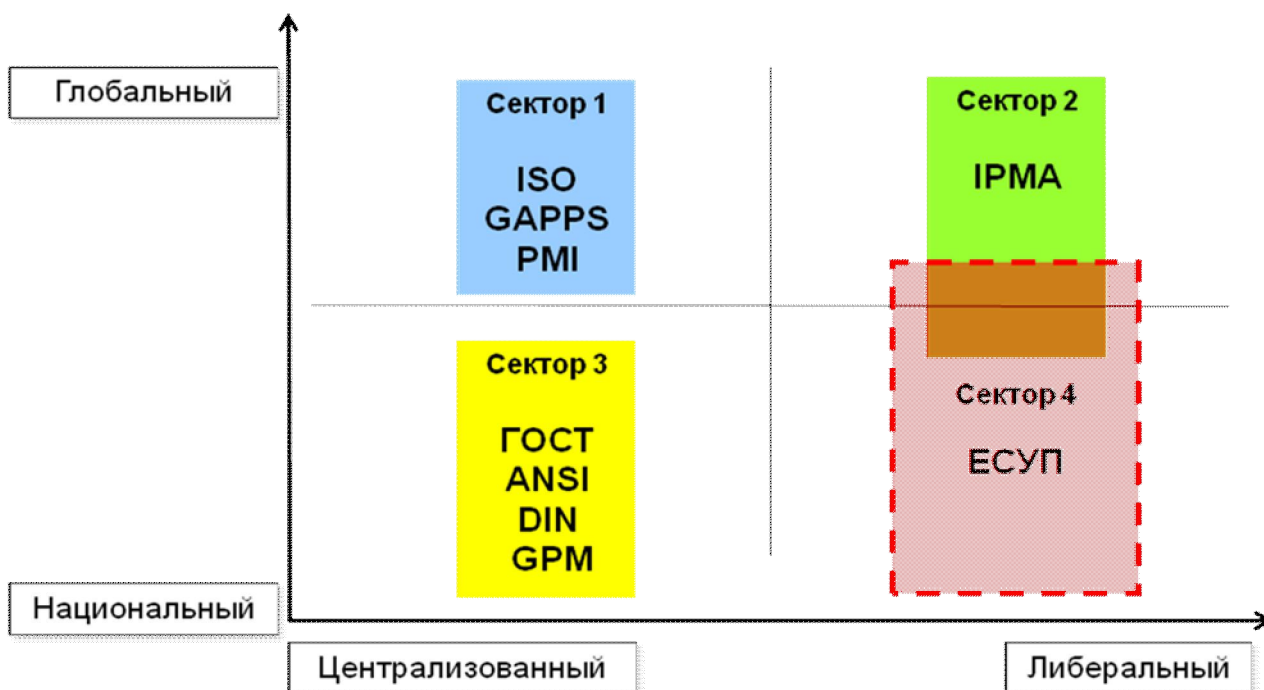 Глобальный
Сектор 1
ISO
GAPPS
PMI
Сектор 2
IPMA
Сектор 3
ГОСТ
ANSI
DIN
GPM
Сектор 4
ЕСУП
Национальный
Централизованный
Либеральный